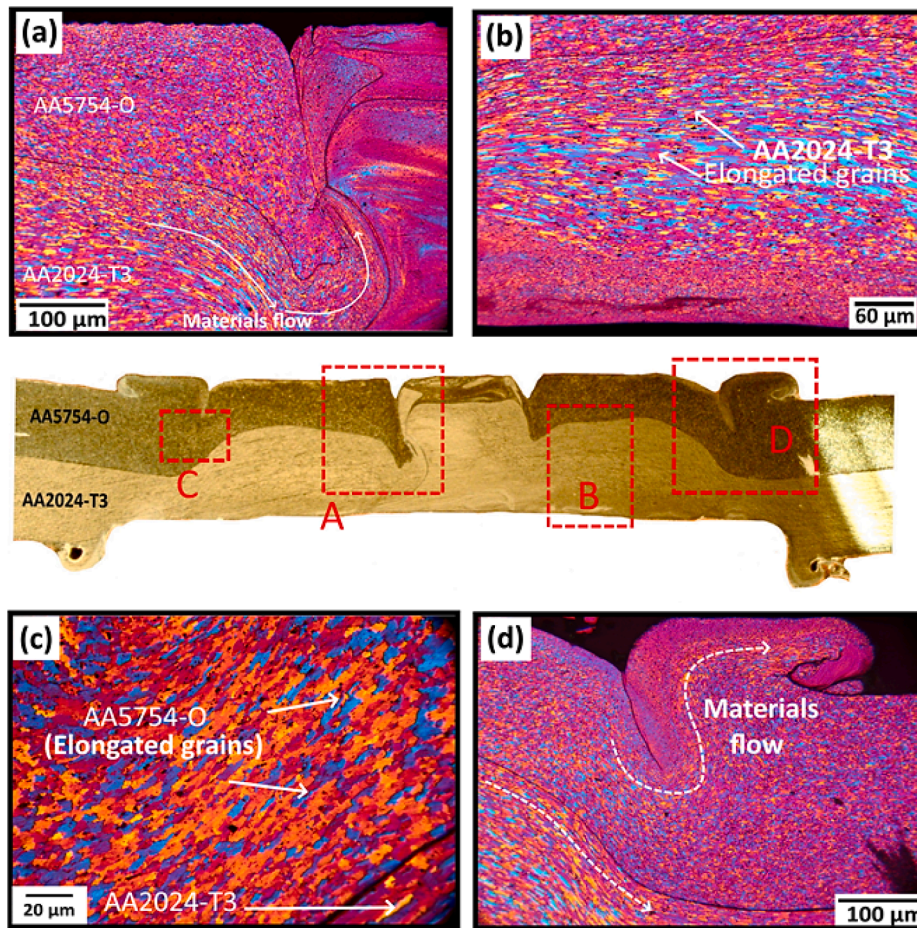 (a)
AA5754-O
AA2024-T3
Materials flow
100 µm
(b)
AA2024-T3
Elongated grains
60 µm
AA5754-O
AA2024-T3
C
A
B
D
(c)
AA5754-O
(Elongated grains)
AA2024-T3
20 µm
(d)
Materials
flow
100 µm